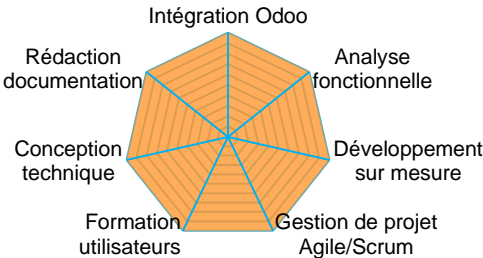 Intégration Odoo
Analyse
fonctionnelle
Développement
sur mesure
Gestion de projet
Agile/Scrum
Formation
utilisateurs
Conception
technique
Rédaction
documentation